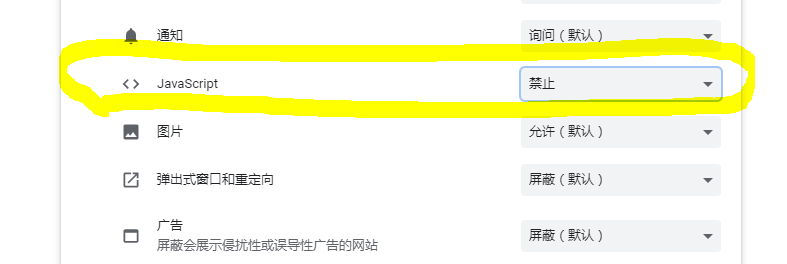 通知 询问（默认）
JavaScript 禁止
图片 允许（默认）
弹出式窗口和重定向 屏蔽（默认）
广告 屏蔽（默认）
屏蔽会展示侵扰性或误导性广告的网站